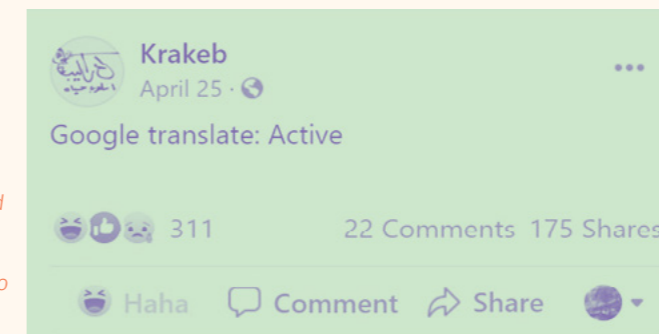 Krakeb
April 25
Google translate: Active
311 22 Comments 175 Shares
Haha Comment Share